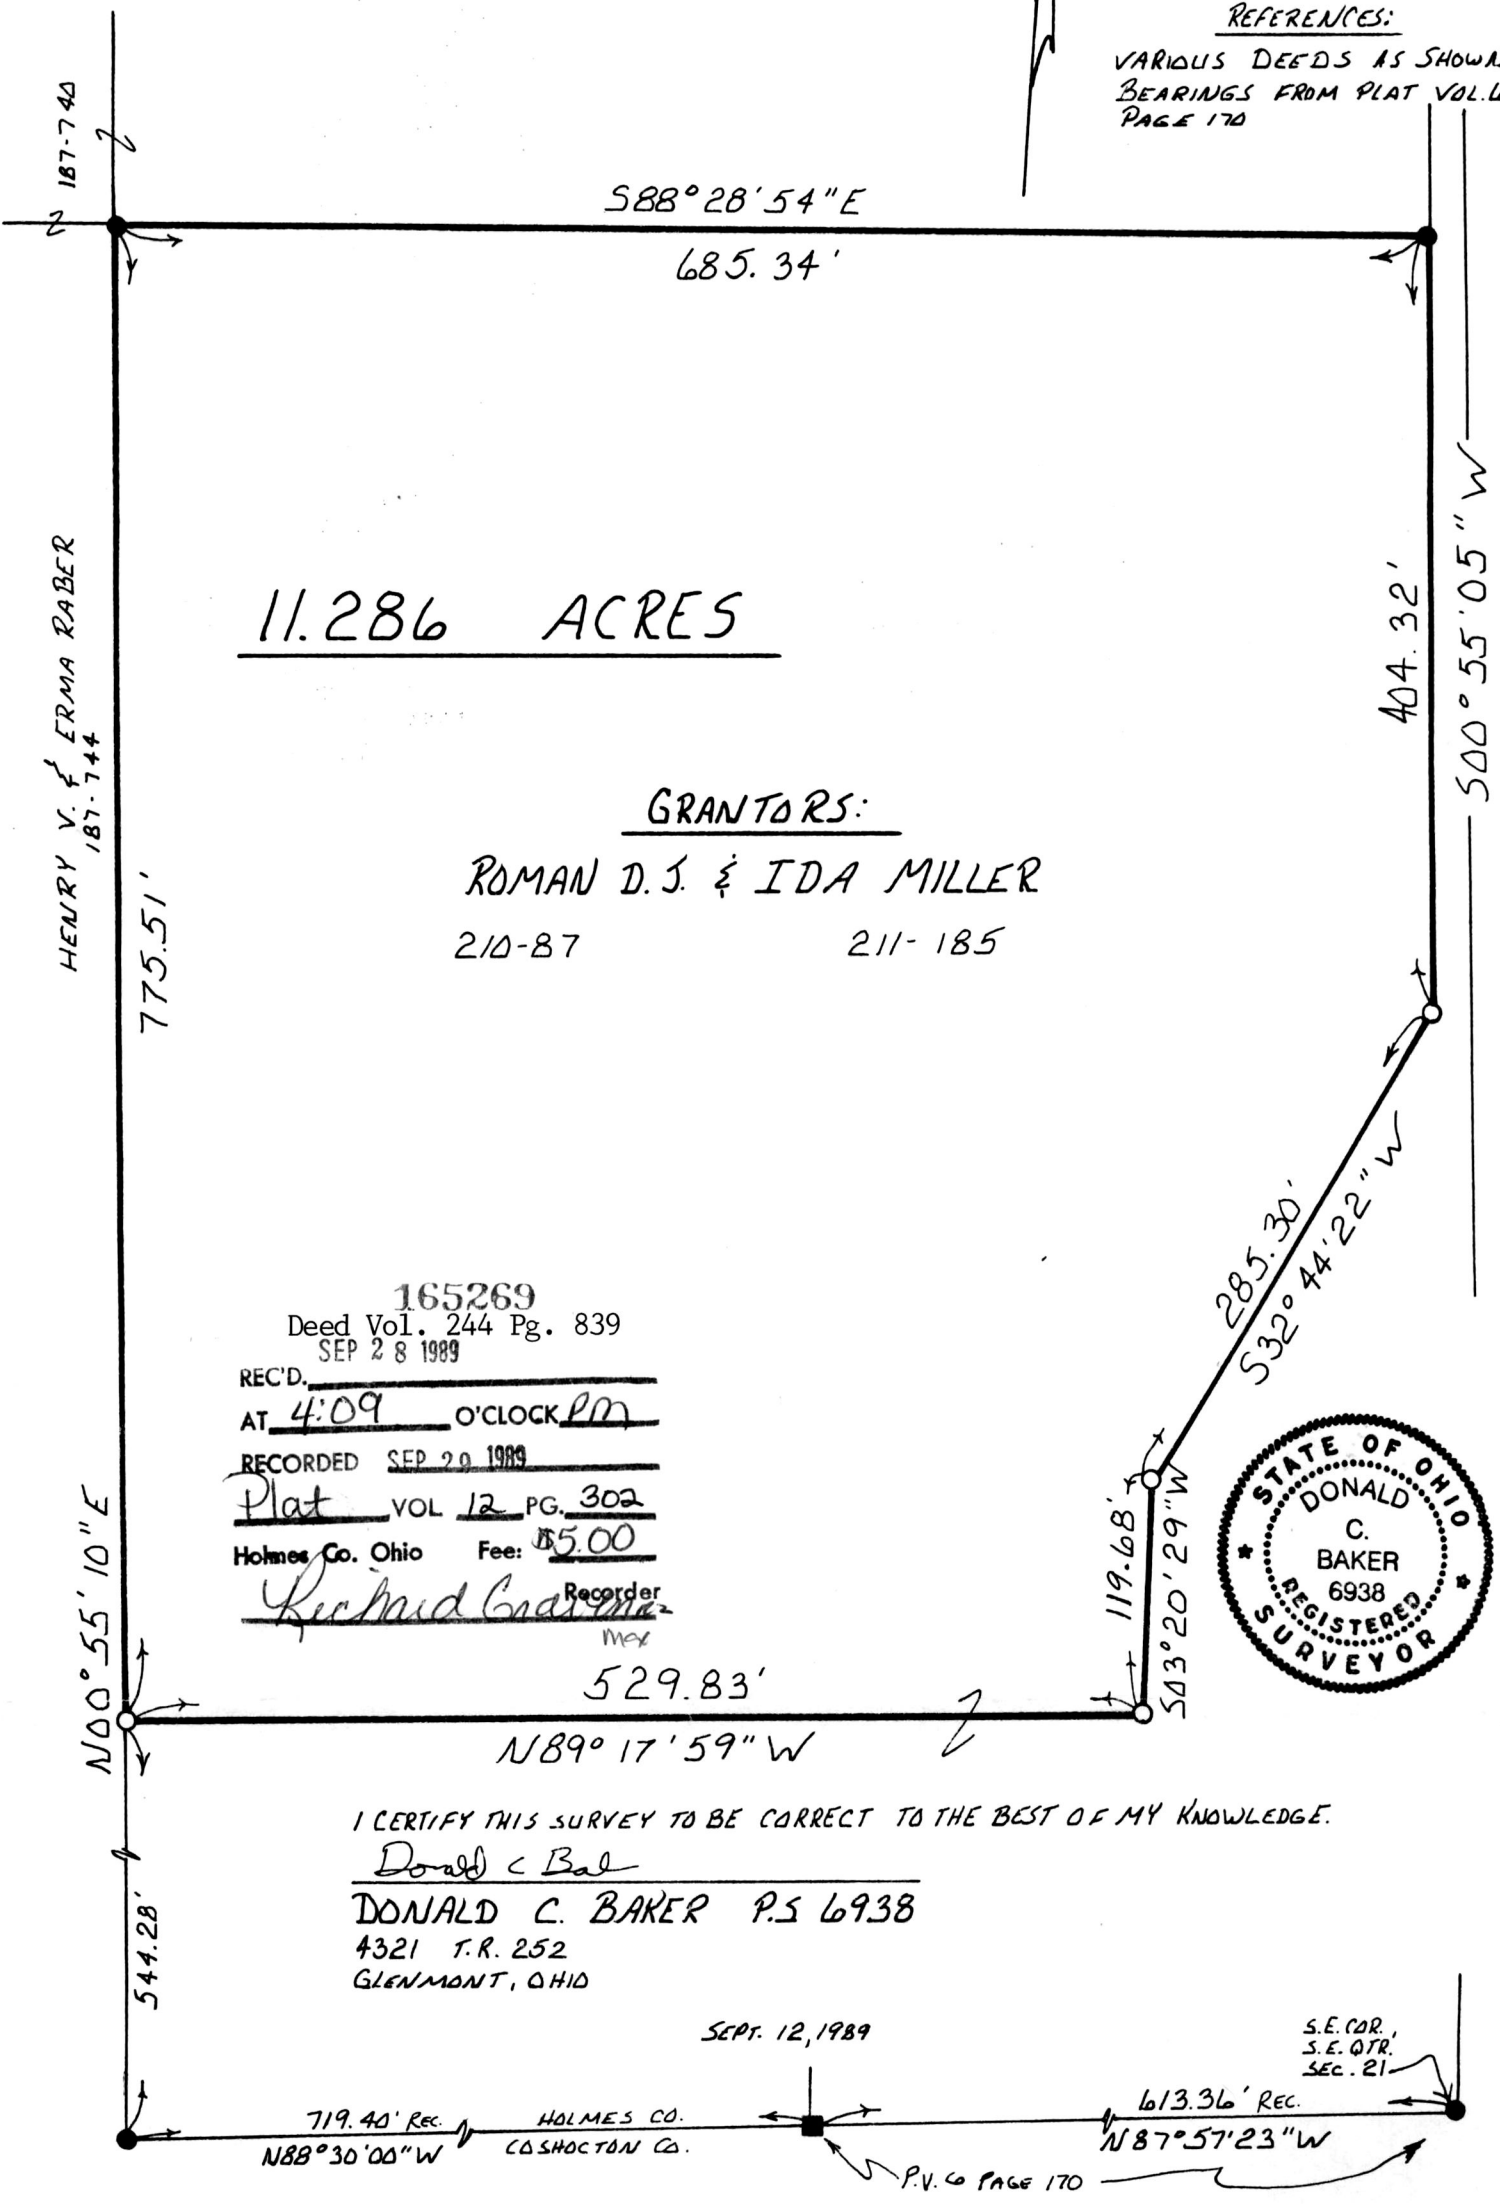 REFERENCES:
VARIOUS DEEDS AS SHOWN
BEARINGS FROM PLAT VOL.
PAGE 170
187-740
S88°28'54"E
685.34'
HENRY V. & ERMA RABER
187-744
775.51'
N00°55'10"E
404.32'
S00°55'05"W
11.286 ACRES
GRANTORS:
ROMAN D.J. & IDA MILLER
210-87 211-185
285.30'
S32°44'22"W
165269
Deed Vol. 244 Pg. 839
SEP 28 1989
REC'D.
AT 4:09 O'CLOCK PM
RECORDED SEP 29 1989
Plat VOL 12 PG. 302
Holmes Co. Ohio Fee: $5.00
Richard
Recorder
119.68'
S03°20'29"W
STATE OF OHIO
DONALD
C.
BAKER
6938
REGISTERED
SURVEYOR
529.83'
N89°17'59"W
I CERTIFY THIS SURVEY TO BE CORRECT TO THE BEST OF MY KNOWLEDGE.
Donald C Bak
DONALD C. BAKER P.S 6938
4321 T.R. 252
GLENMONT, OHIO
544.28'
SEPT. 12, 1989
S.E. COR.,
S.E. QTR.
SEC. 21
719.40' REC.
N88°30'00"W
HOLMES CO.
COSHOCTON CO.
613.36' REC.
N87°57'23"W
P.V. 6 PAGE 170